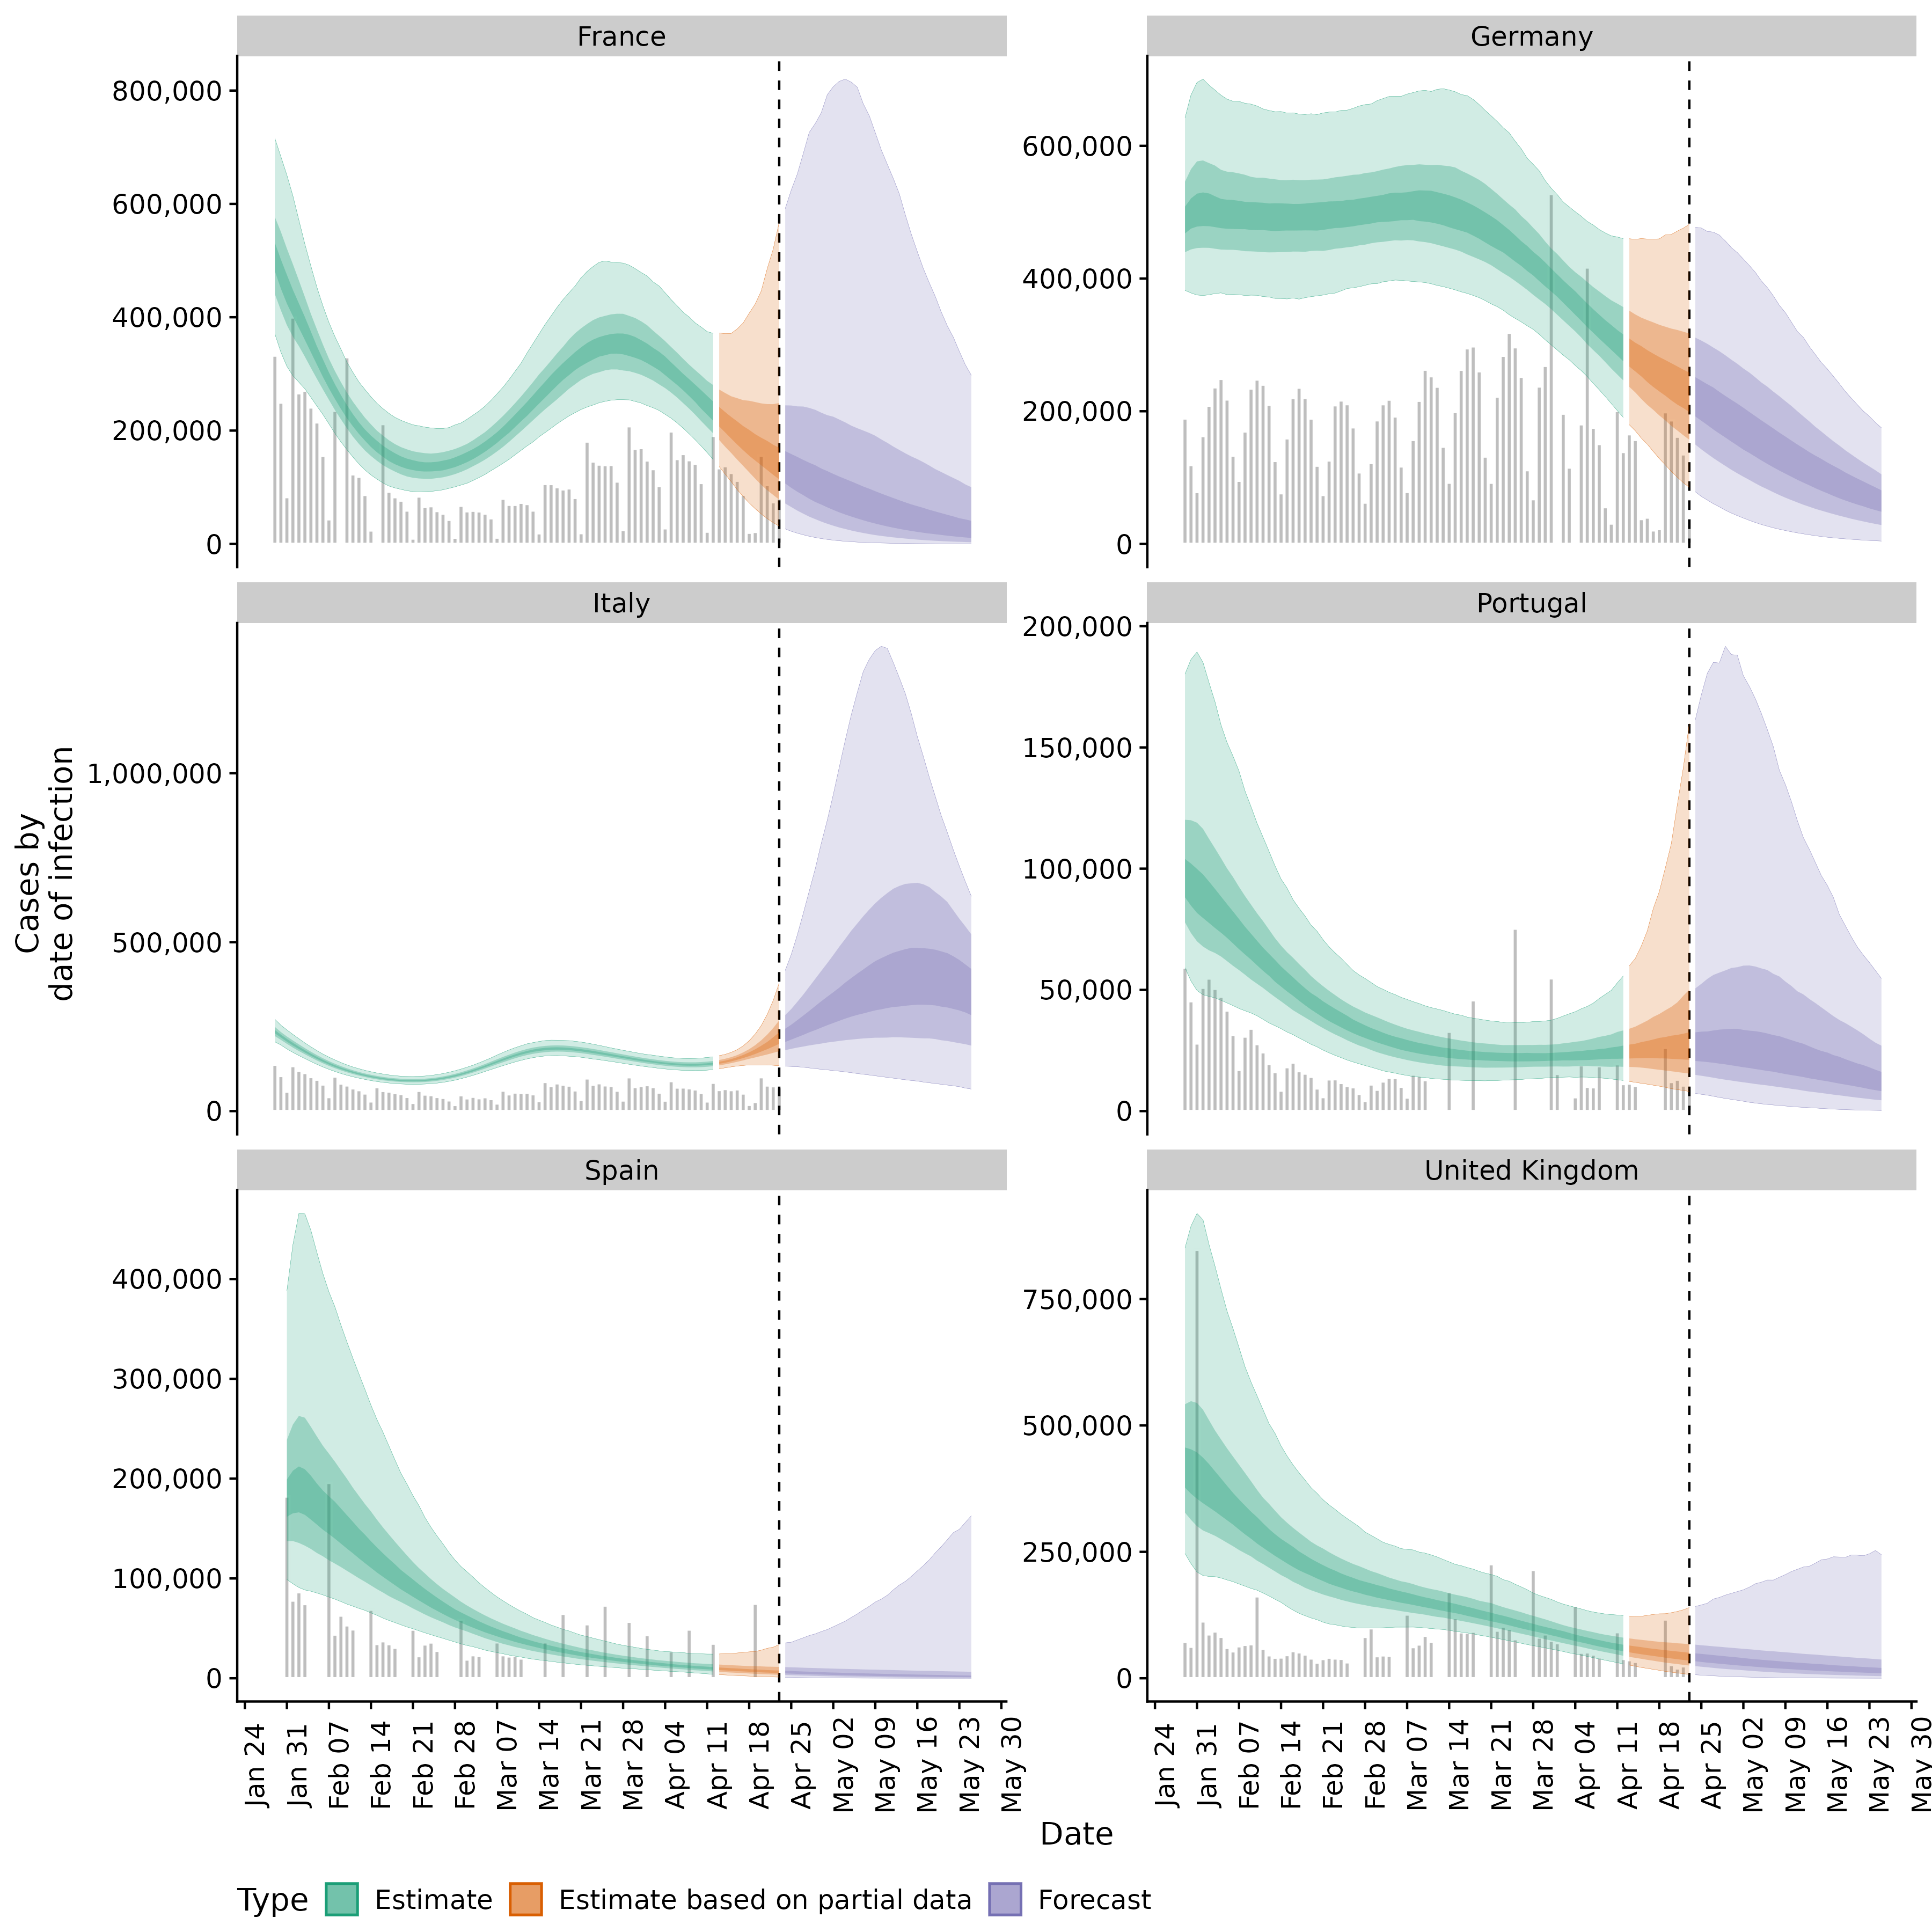 France
Germany
800,000
600,000
400,000
200,000
0
600,000
400,000
200,000
0
Italy
Portugal
1,000,000
500,000
0
200,000
150,000
100,000
50,000
0
Cases by
date of infection
Spain
United Kingdom
400,000
300,000
200,000
100,000
0
750,000
500,000
250,000
0
Jan 24
Jan 31
Feb 07
Feb 14
Feb 21
Feb 28
Mar 07
Mar 14
Mar 21
Mar 28
Apr 04
Apr 11
Apr 18
Apr 25
May 02
May 09
May 16
May 23
May 30
Jan 24
Jan 31
Feb 07
Feb 14
Feb 21
Feb 28
Mar 07
Mar 14
Mar 21
Mar 28
Apr 04
Apr 11
Apr 18
Apr 25
May 02
May 09
May 16
May 23
May 30
Date
Type Estimate Estimate based on partial data Forecast